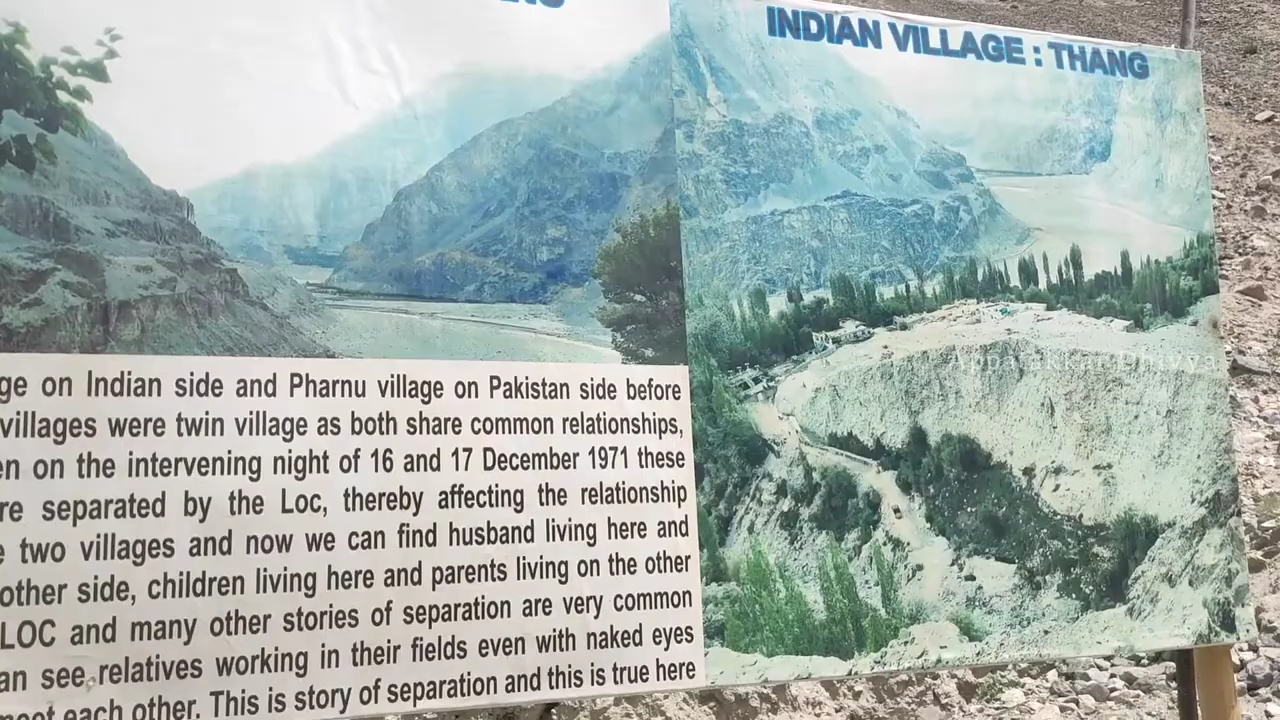 INDIAN VILLAGE : THANG
ge on Indian side and Pharnu village on Pakistan side before
villages were twin village as both share common relationships,
en on the intervening night of 16 and 17 December 1971 these
re separated by the Loc, thereby affecting the relationship
e two villages and now we can find husband living here and
other side, children living here and parents living on the other
LOC and many other stories of separation are very common
an see relatives working in their fields even with naked eyes
meet each other. This is story of separation and this is true here
Appavukkar Dhivya